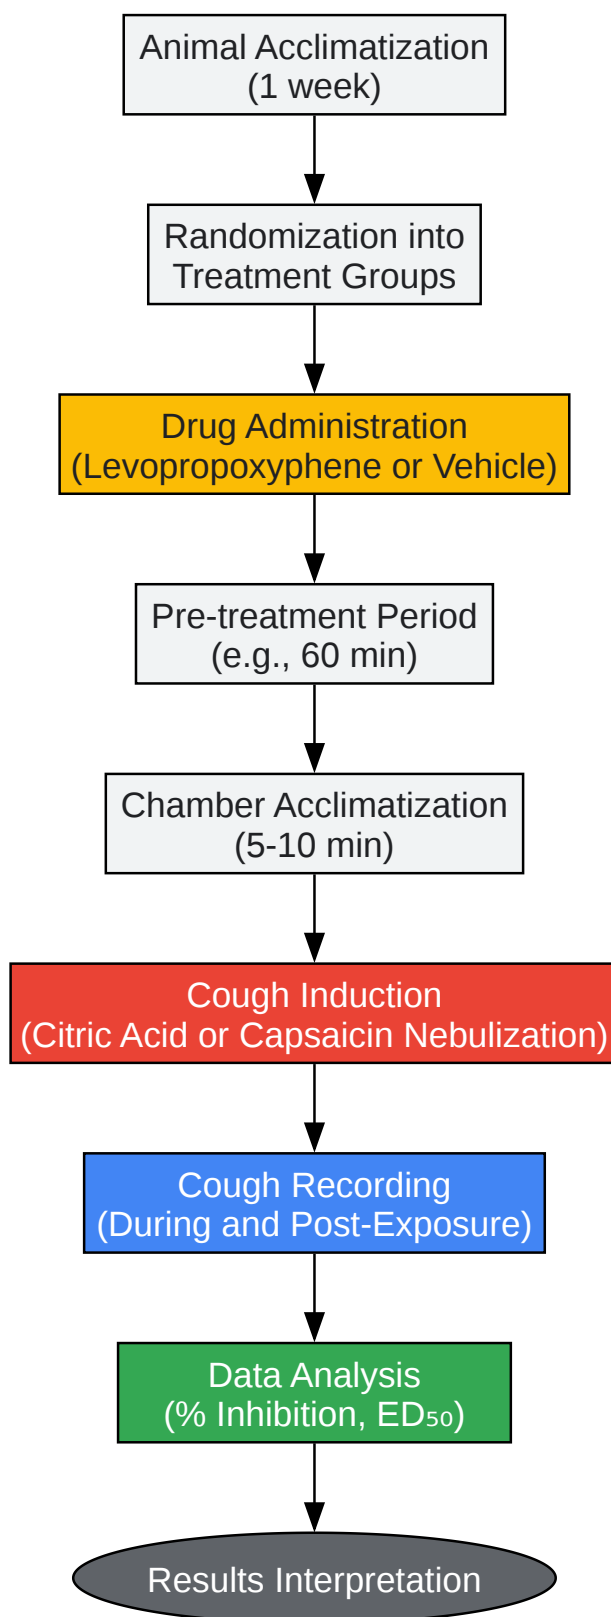 Animal Acclimatization
(1 week)
Randomization into
Treatment Groups
Drug Administration
(Levopropoxyphene or Vehicle)
Pre-treatment Period
(e.g., 60 min)
Chamber Acclimatization
(5-10 min)
Cough Induction
(Citric Acid or Capsaicin Nebulization)
Cough Recording
(During and Post-Exposure)
Data Analysis
(% Inhibition, ED₅₀)
Results Interpretation